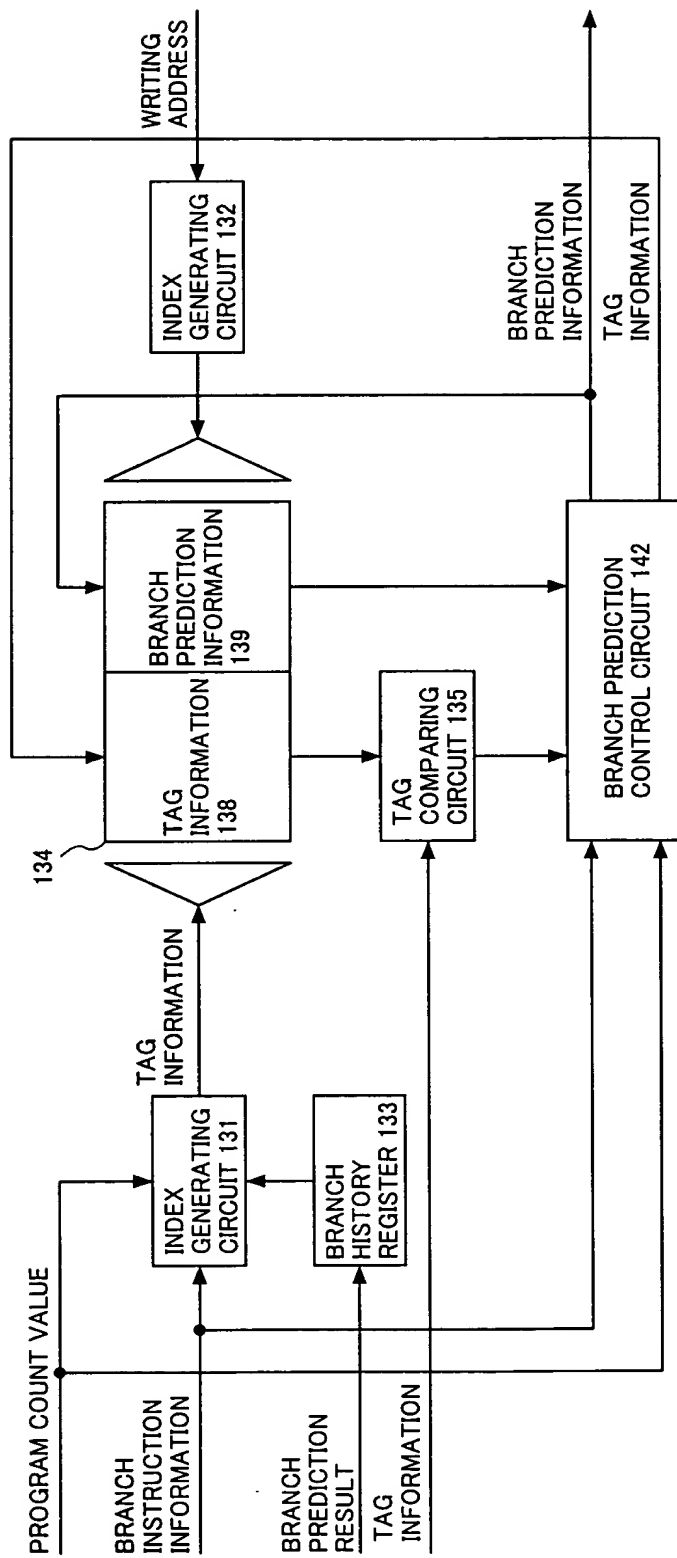 PROGRAM COUNT VALUE
BRANCH
INSTRUCTION
INFORMATION
BRANCH
PREDICTION
RESULT
TAG
INFORMATION
INDEX
GENERATING
CIRCUIT 131
BRANCH
HISTORY
REGISTER 133
TAG
INFORMATION
134
TAG
INFORMATION
138
BRANCH
PREDICTION
INFORMATION
139
TAG
COMPARING
CIRCUIT 135
INDEX
GENERATING
CIRCUIT 132
WRITING
ADDRESS
BRANCH PREDICTION
CONTROL CIRCUIT 142
BRANCH
PREDICTION
INFORMATION
TAG
INFORMATION